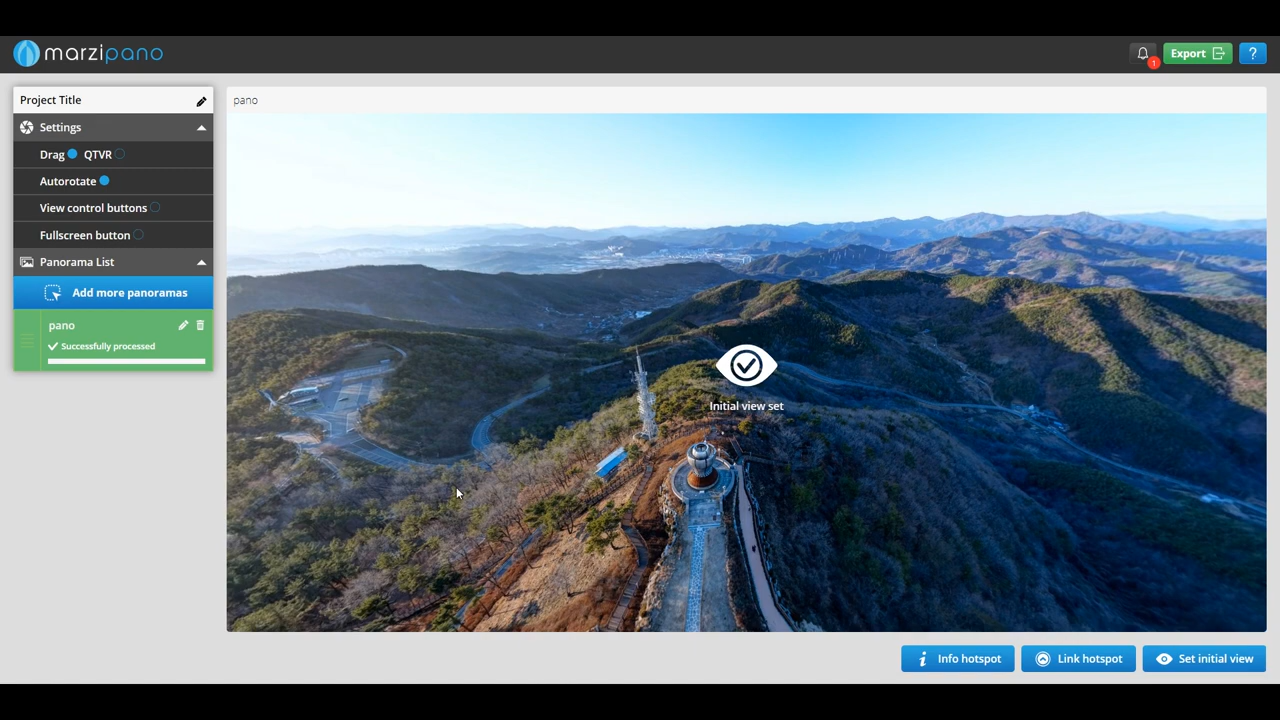 marzipano
1
Export
?
Project Title
Settings
Drag QTVR
Autorotate
View control buttons
Fullscreen button
Panorama List
Add more panoramas
pano
Successfully processed
pano
Initial view set
Info hotspot
Link hotspot
Set initial view